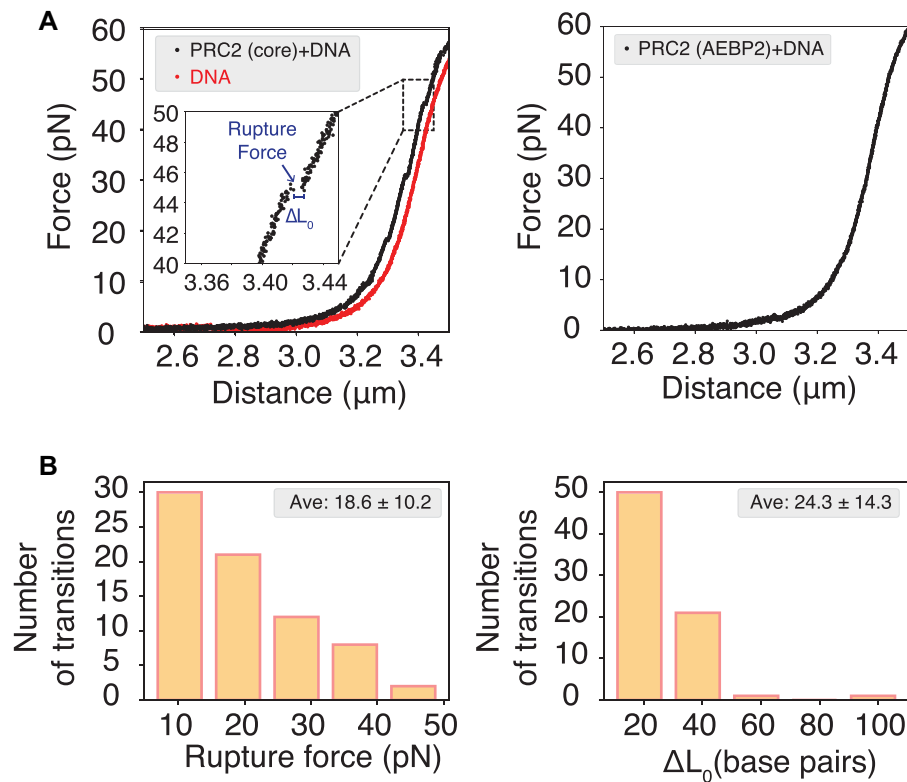 A
Force (pN)
60
50
40
30
20
10
0
PRC2 (core)+DNA
DNA
50
48
46
44
42
40
Rupture
Force
ΔL0
3.36
3.40
3.44
2.6
2.8
3.0
3.2
3.4
Distance (μm)
Force (pN)
60
50
40
30
20
10
0
PRC2 (AEBP2)+DNA
2.6
2.8
3.0
3.2
3.4
Distance (μm)
B
Number
of transitions
30
25
20
15
10
5
0
Ave: 18.6 ± 10.2
10
20
30
40
50
Rupture force (pN)
Number
of transitions
50
40
30
20
10
0
Ave: 24.3 ± 14.3
20
40
60
80
100
ΔL0(base pairs)